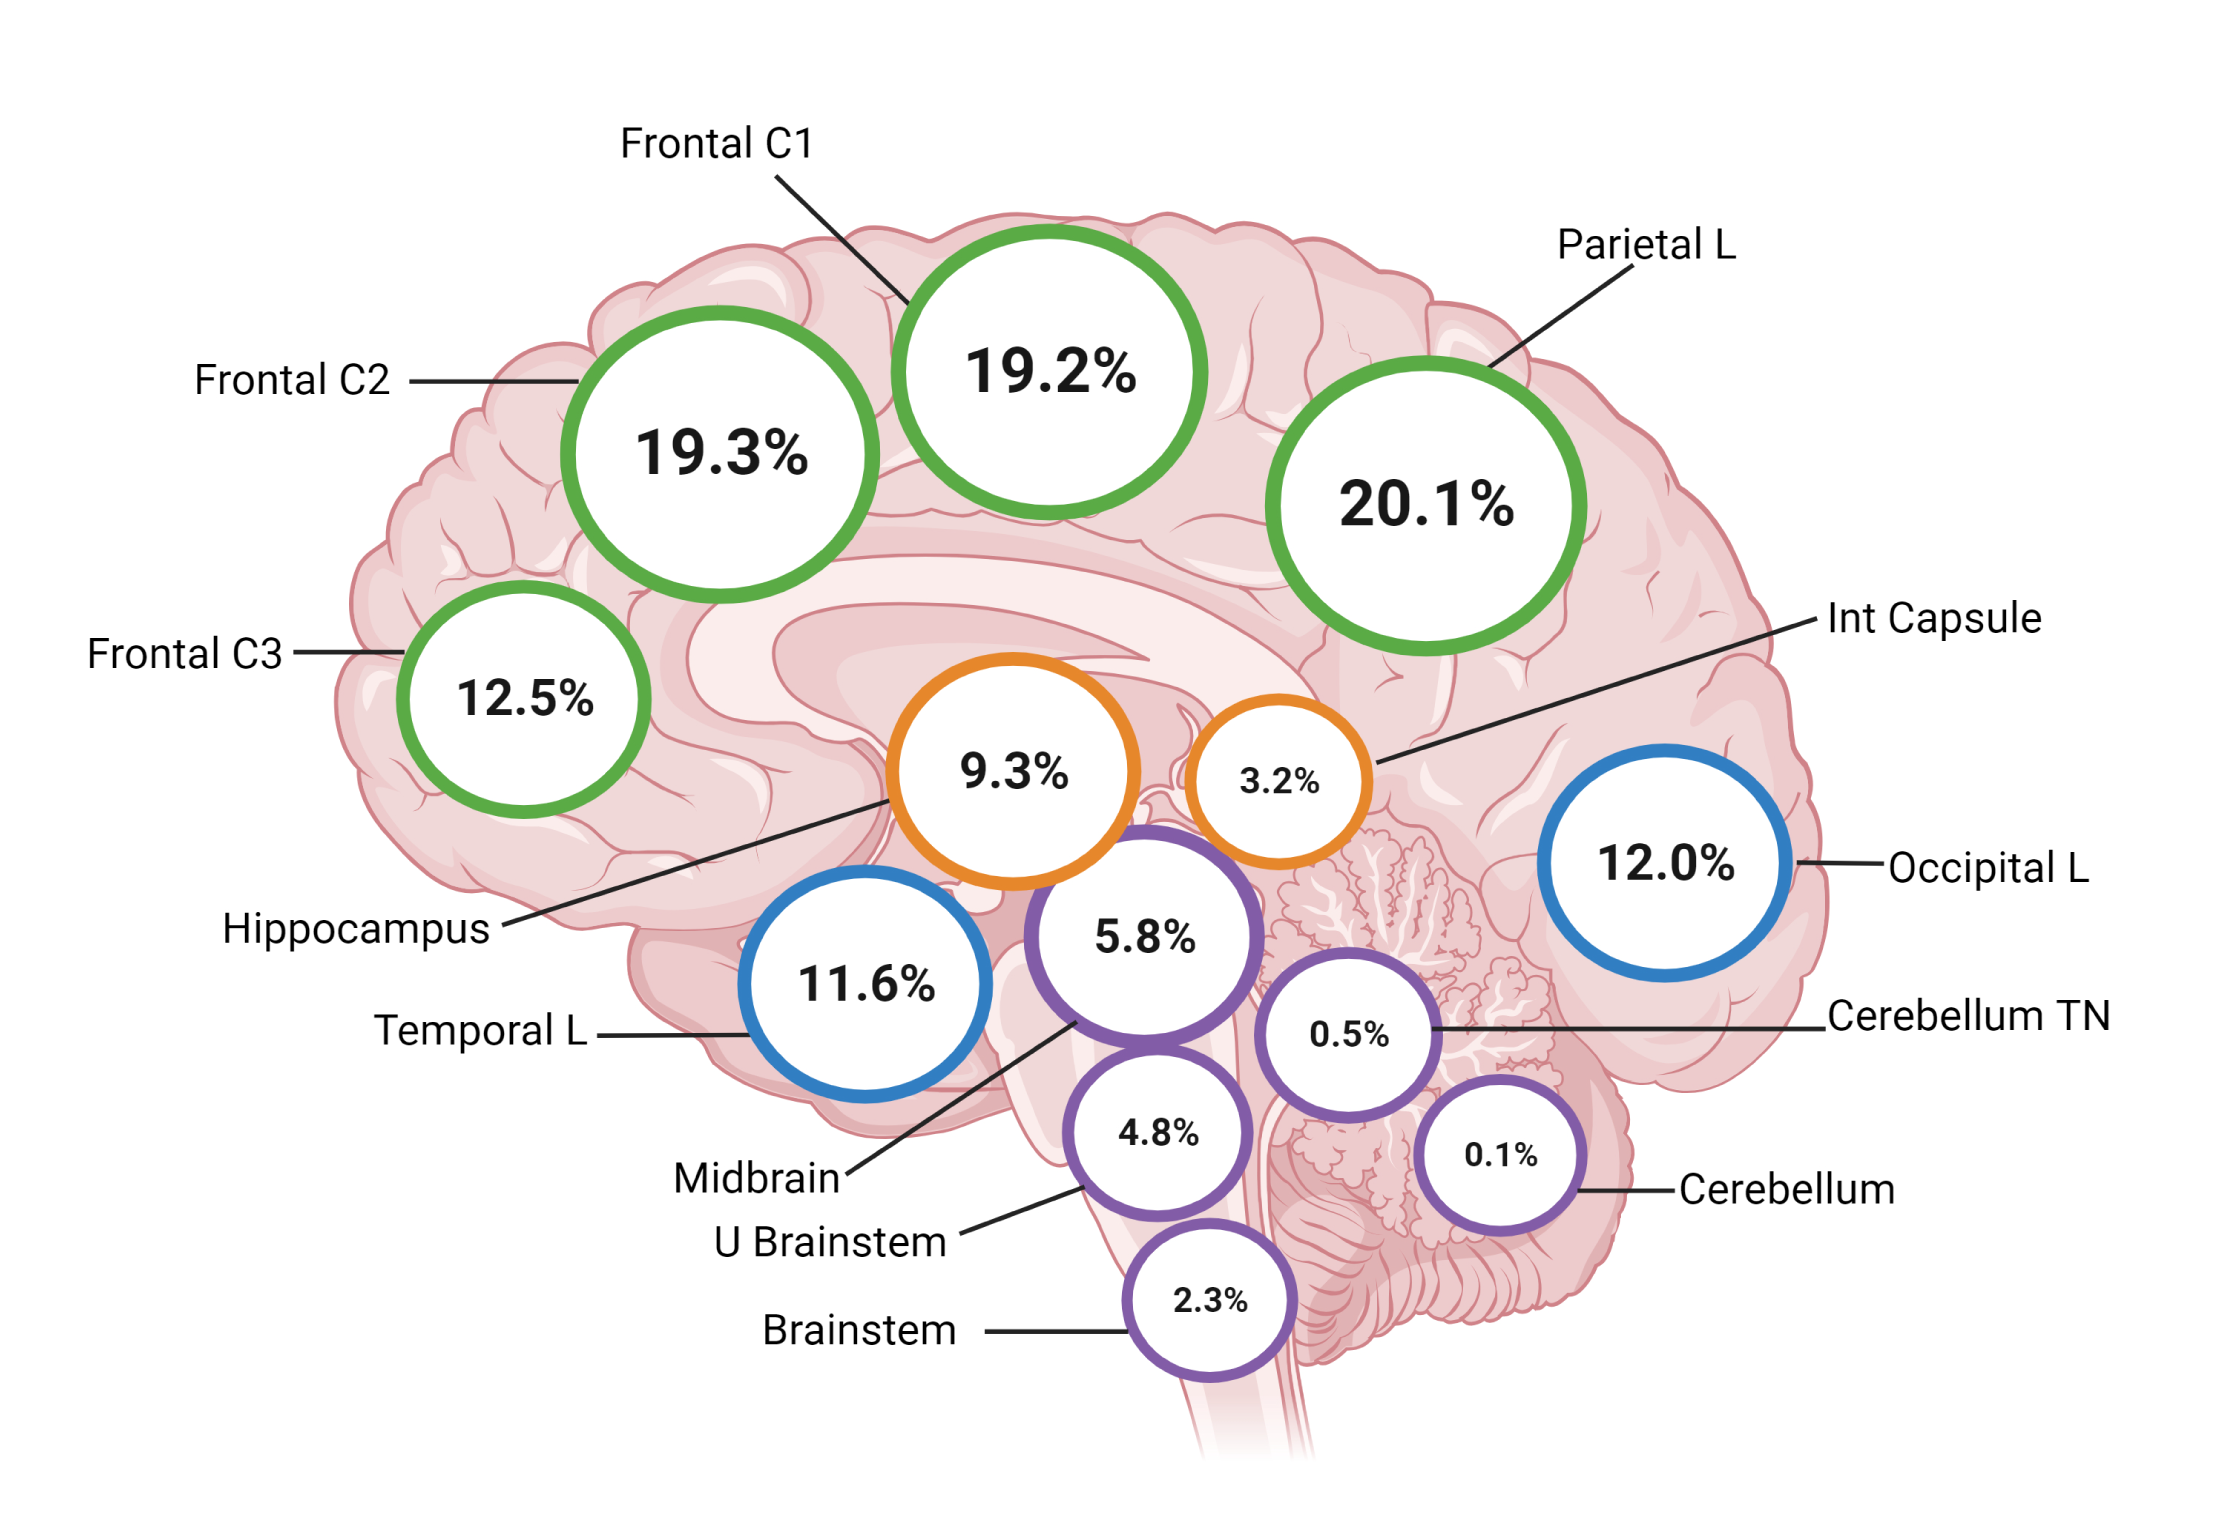 Frontal C1
Parietal L
19.2%
Frontal C2
19.3%
20.1%
Int Capsule
Frontal C3
12.5%
9.3%
3.2%
12.0%
Occipital L
Hippocampus
5.8%
11.6%
Cerebellum TN
Temporal L
0.5%
4.8%
0.1%
Midbrain
Cerebellum
U Brainstem
2.3%
Brainstem